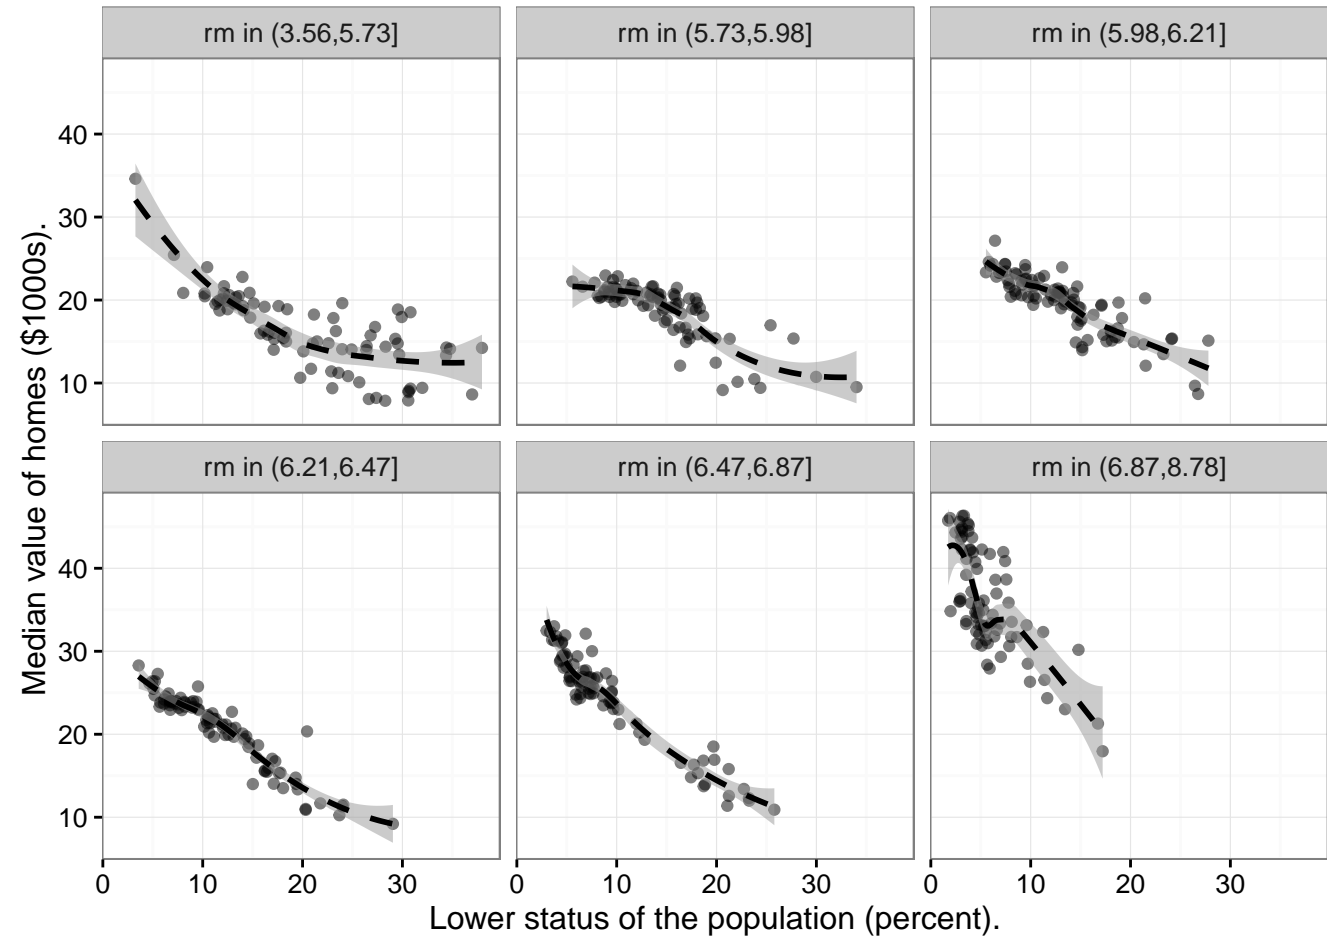 rm in (3.56,5.73] rm in (5.73,5.98] rm in (5.98,6.21]
40
30
20
10
rm in (6.21,6.47] rm in (6.47,6.87] rm in (6.87,8.78]
40
30
20
10
0 10 20 30 0 10 20 30 0 10 20 30
Lower status of the population (percent).
Median value of homes ($1000s).